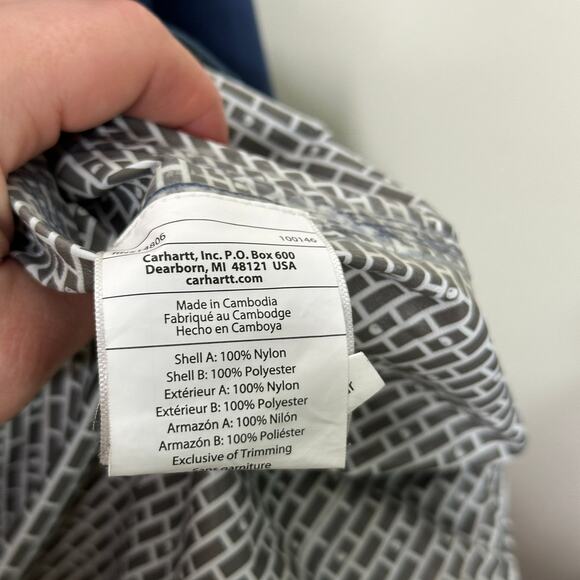 100146
Carhartt, Inc. P.O. Box 600
Dearborn, MI 48121 USA
carhartt.com
Made in Cambodia
Fabriqué au Cambodge
Hecho en Camboya
Shell A: 100% Nylon
Shell B: 100% Polyester
Extérieur A: 100% Nylon
Extérieur B: 100% Polyester
Armazón A: 100% Nilón
Armazón B: 100% Poliéster
Exclusive of Trimming
Sans garniture